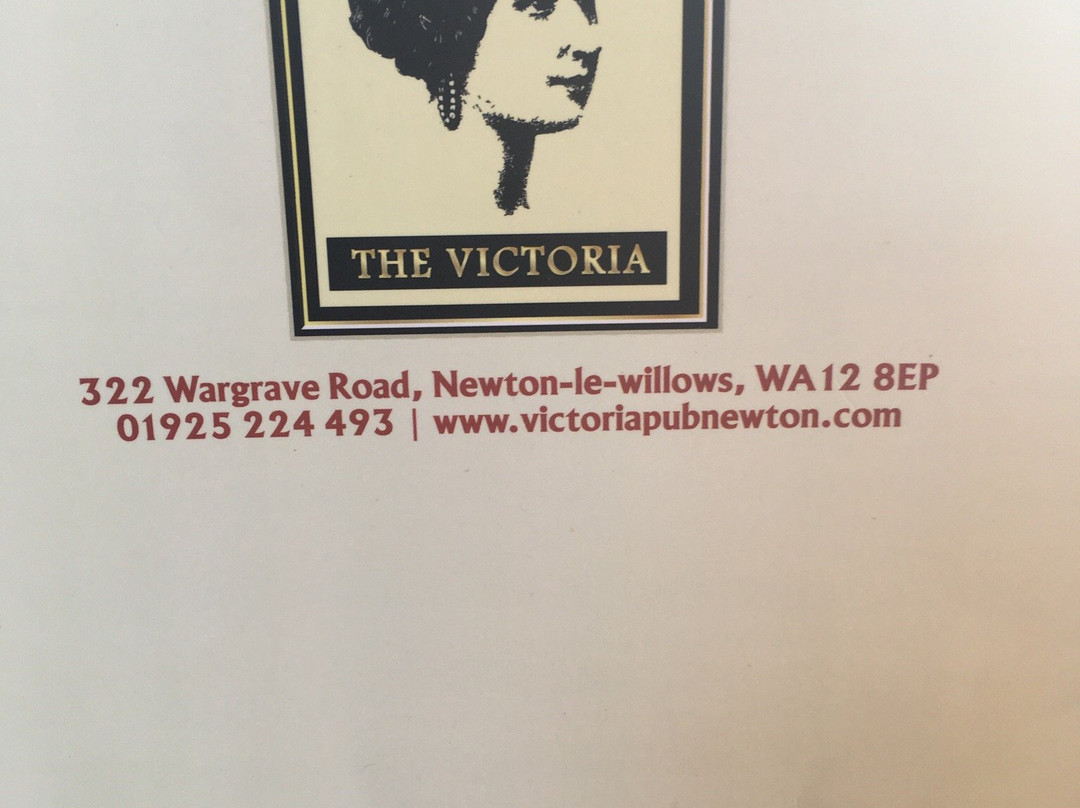 THE VICTORIA
322 Wargrave Road, Newton-le-willows, WA12 8EP
01925 224 493 | www.victoriapubnewton.com